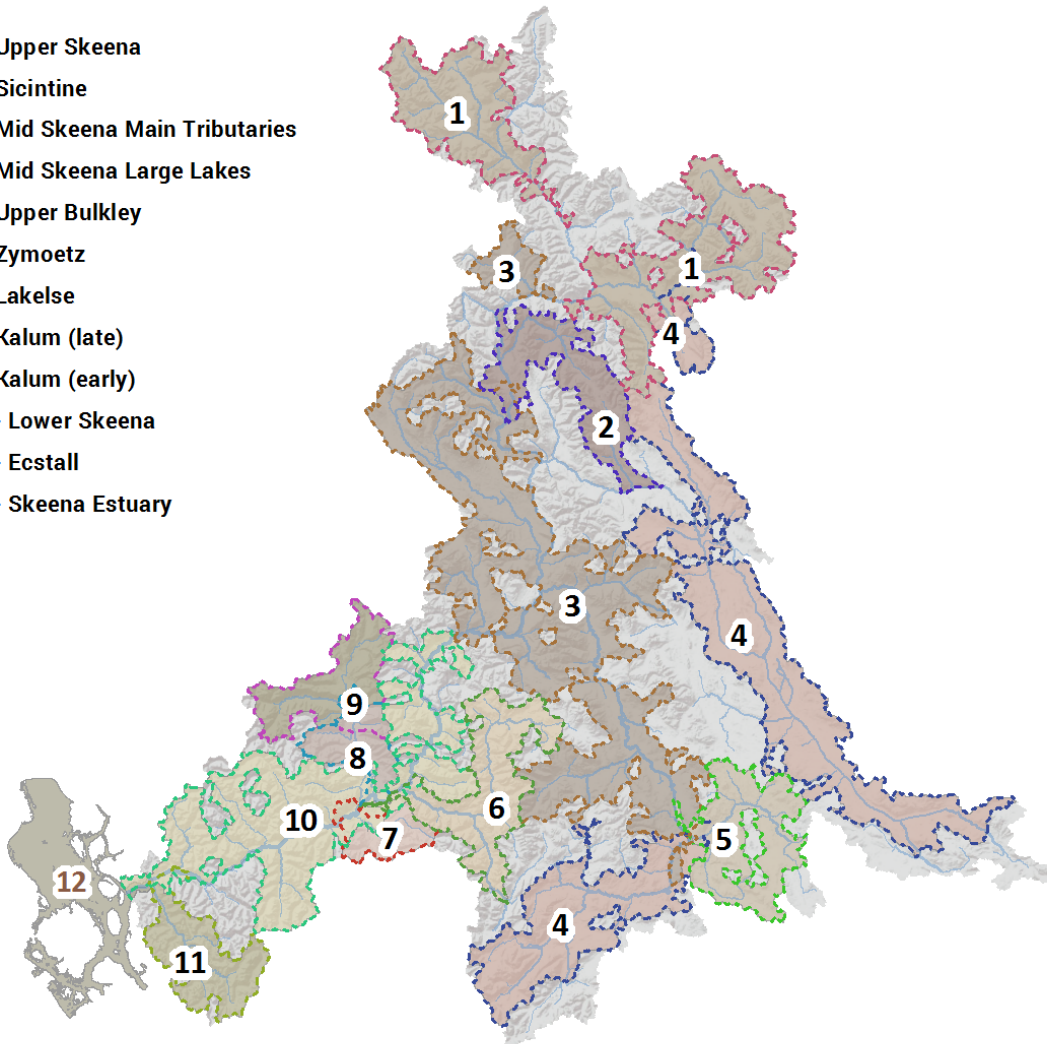 Upper Skeena
Sicintine
Mid Skeena Main Tributaries
Mid Skeena Large Lakes
Upper Bulkley
Zymoetz
Lakelse
Kalum (late)
Kalum (early)
Lower Skeena
Ecstall
Skeena Estuary
1
3
1
4
2
3
4
9
8
10
7
6
5
12
4
11